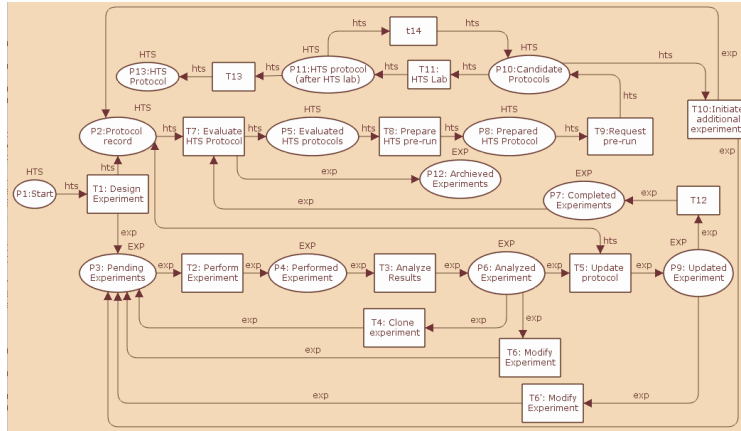 hts
t14
hts
exp
HTS
HTS
HTS
P13:HTS
Protocol
hts
T13
hts
P11:HTS protocol
(after HTS lab)
hts
T11:
HTS Lab
hts
P10:Candidate
Protocols
hts
hts
T10:Initiate
additional
experiment
HTS
P2:Protocol
record
hts
T7: Evaluate
HTS Protocol
hts
HTS
P5: Evaluated
HTS protocols
hts
T8: Prepare
HTS pre-run
hts
HTS
P8: Prepared
HTS Protocol
hts
T9:Request
pre-run
hts
exp
EXP
P12: Archieved
Experiments
exp
EXP
P7: Completed
Experiments
exp
T12
exp
HTS
P1:Start
hts
T1: Design
Experiment
hts
exp
exp
EXP
P3: Pending
Experiments
exp
T2: Perform
Experiment
exp
EXP
P4: Performed
Experiment
exp
T3: Analyze
Results
exp
EXP
P6: Analyzed
Experiment
exp
hts
T5: Update
protocol
exp
EXP
P9: Updated
Experiment
exp
T4: Clone
experiment
exp
exp
exp
T6: Modify
Experiment
exp
T6': Modify
Experiment
exp